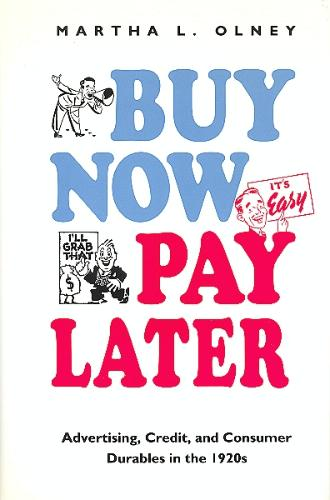 MARTHA L. OLNEY
BUY
NOW
IT'S
Easy
I'LL
GRAB
THAT
$
PAY
LATER
Advertising, Credit, and Consumer
Durables in the 1920s